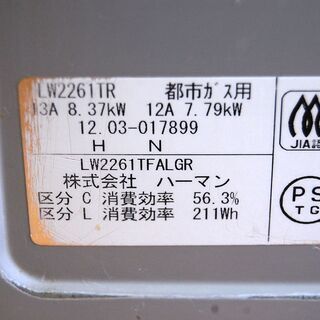 LW2261TR 都市ガス用
13A 8.37kW 12A 7.79kW
12.03-017899
H N
LW2261TFALGR
株式会社 ハーマン
区分 C 消費効率 56.3%
区分 L 消費効率 211Wh
JIA
PS
TG